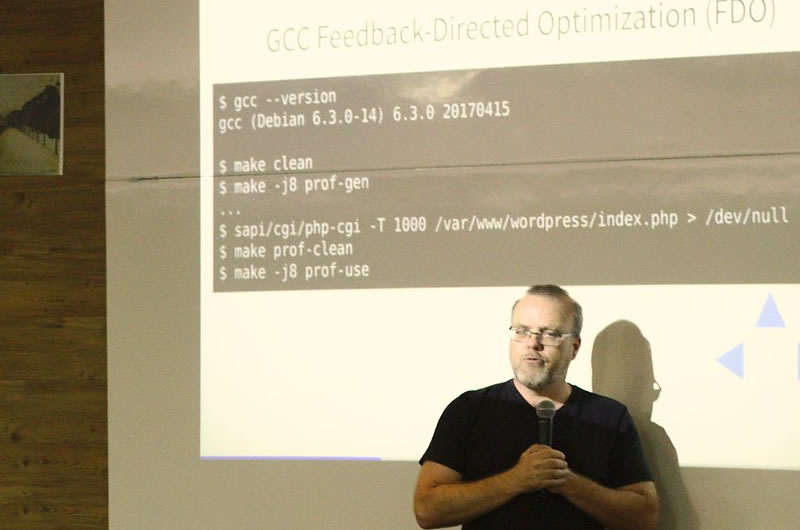 GCC Feedback-Directed Optimization (FDO)
$ gcc --version
gcc (Debian 6.3.0-14) 6.3.0 20170415
$ make clean
$ make -j8 prof-gen
...
$ sapi/cgi/php-cgi -T 1000 /var/www/wordpress/index.php > /dev/null
$ make prof-clean
$ make -j8 prof-use